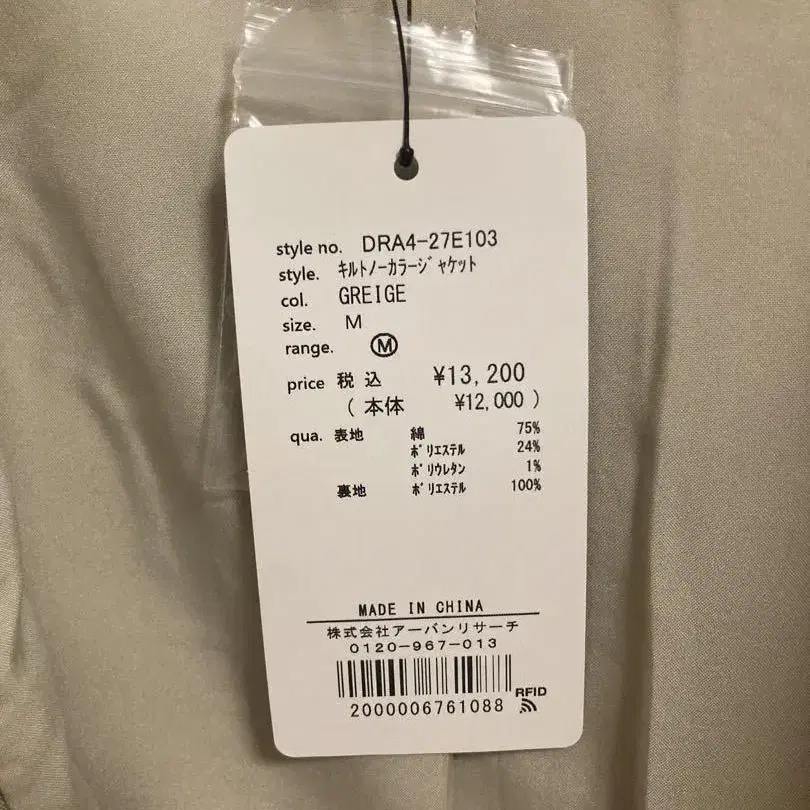 style no. DRA4-27E103
style. ｷﾙﾄﾉｰｶﾗｰｼﾞｬｹｯﾄ
col. GREIGE
size. M
range. Ⓜ
price 税込 ¥13,200
( 本体 ¥12,000 )
qua. 表地 綿 75%
ﾎﾟﾘｴｽﾃﾙ 24%
ﾎﾟﾘｳﾚﾀﾝ 1%
裏地 ﾎﾟﾘｴｽﾃﾙ 100%
MADE IN CHINA
株式会社アーバンリサーチ
0120-967-013
RFID
2000006761088